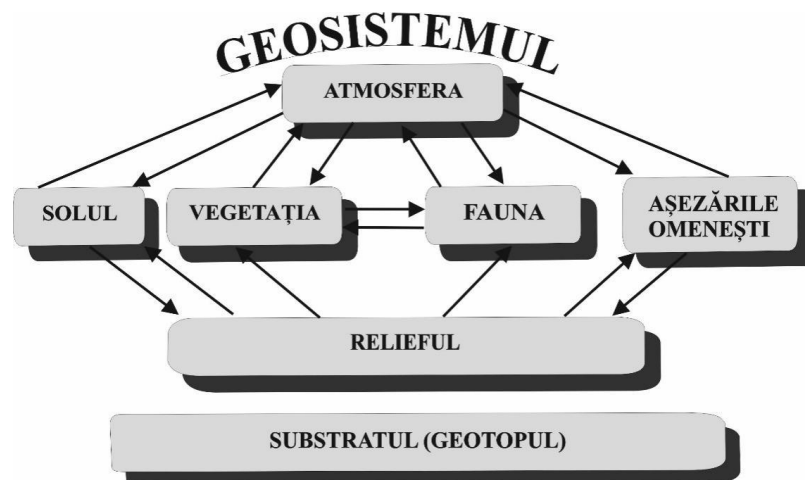 GEOSISTEMUL
ATMOSFERA
SOLUL
VEGETAȚIA
FAUNA
AȘEZĂRILE
OMENEȘTI
RELIEFUL
SUBSTRATUL (GEOTOPUL)